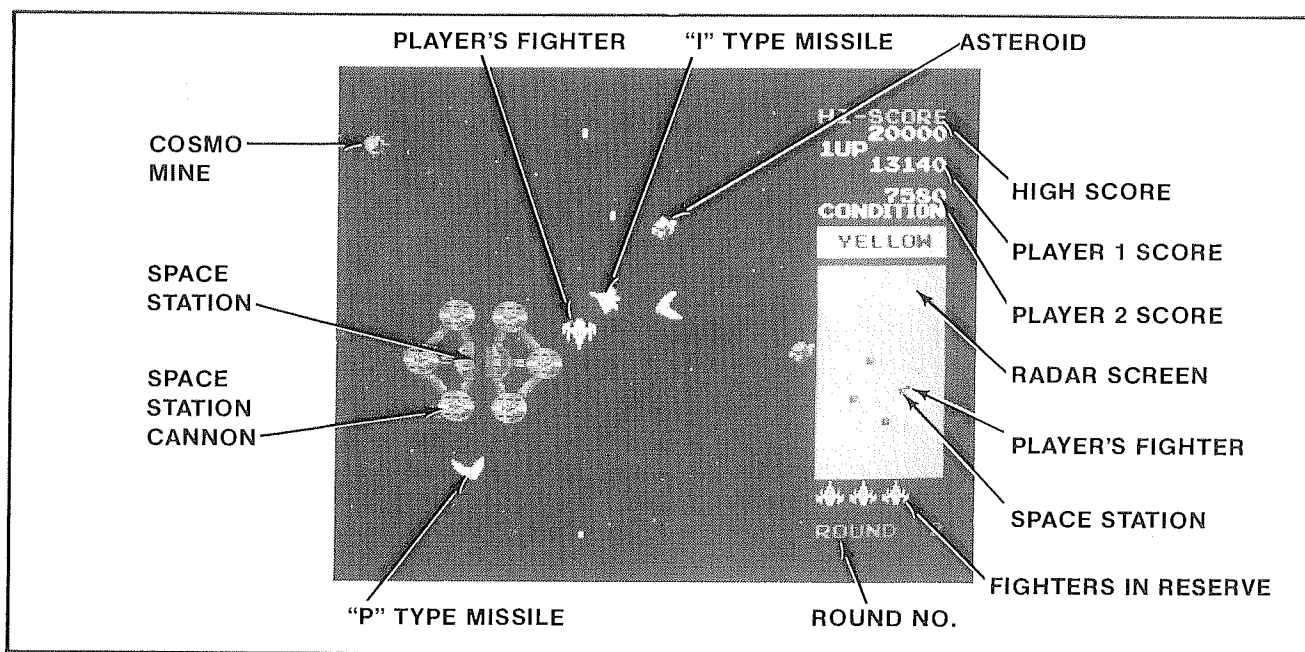 PLAYER'S FIGHTER
“I” TYPE MISSILE
ASTEROID
COSMO
MINE
SPACE
STATION
SPACE
STATION
CANNON
“P” TYPE MISSILE
HI-SCORE
20000
1UP
13140
7580
CONDITION
YELLOW
ROUND
HIGH SCORE
PLAYER 1 SCORE
PLAYER 2 SCORE
RADAR SCREEN
PLAYER'S FIGHTER
SPACE STATION
FIGHTERS IN RESERVE
ROUND NO.